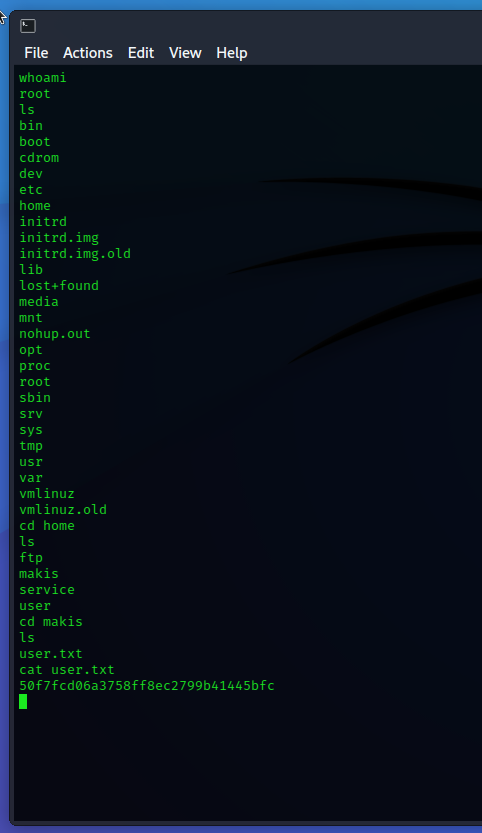 File Actions Edit View Help
whoami
root
ls
bin
boot
cdrom
dev
etc
home
initrd
initrd.img
initrd.img.old
lib
lost+found
media
mnt
nohup.out
opt
proc
root
sbin
srv
sys
tmp
usr
var
vmlinuz
vmlinuz.old
cd home
ls
ftp
makis
service
user
cd makis
ls
user.txt
cat user.txt
50f7fcd06a3758ff8ec2799b41445bfc